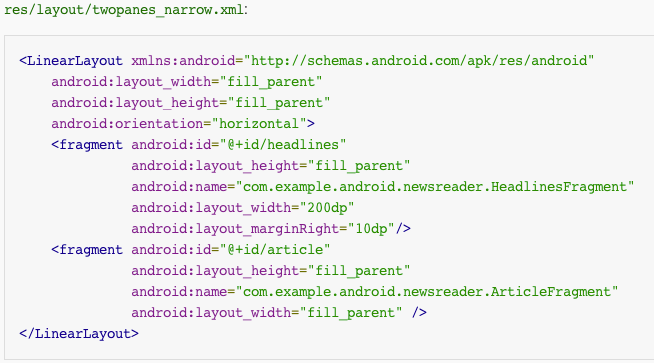 res/layout/twopanes_narrow.xml:
<LinearLayout xmlns:android="http://schemas.android.com/apk/res/android"
    android:layout_width="fill_parent"
    android:layout_height="fill_parent"
    android:orientation="horizontal">
    <fragment android:id="@+id/headlines"
              android:layout_height="fill_parent"
              android:name="com.example.android.newsreader.HeadlinesFragment"
              android:layout_width="200dp"
              android:layout_marginRight="10dp"/>
    <fragment android:id="@+id/article"
              android:layout_height="fill_parent"
              android:name="com.example.android.newsreader.ArticleFragment"
              android:layout_width="fill_parent" />
</LinearLayout>